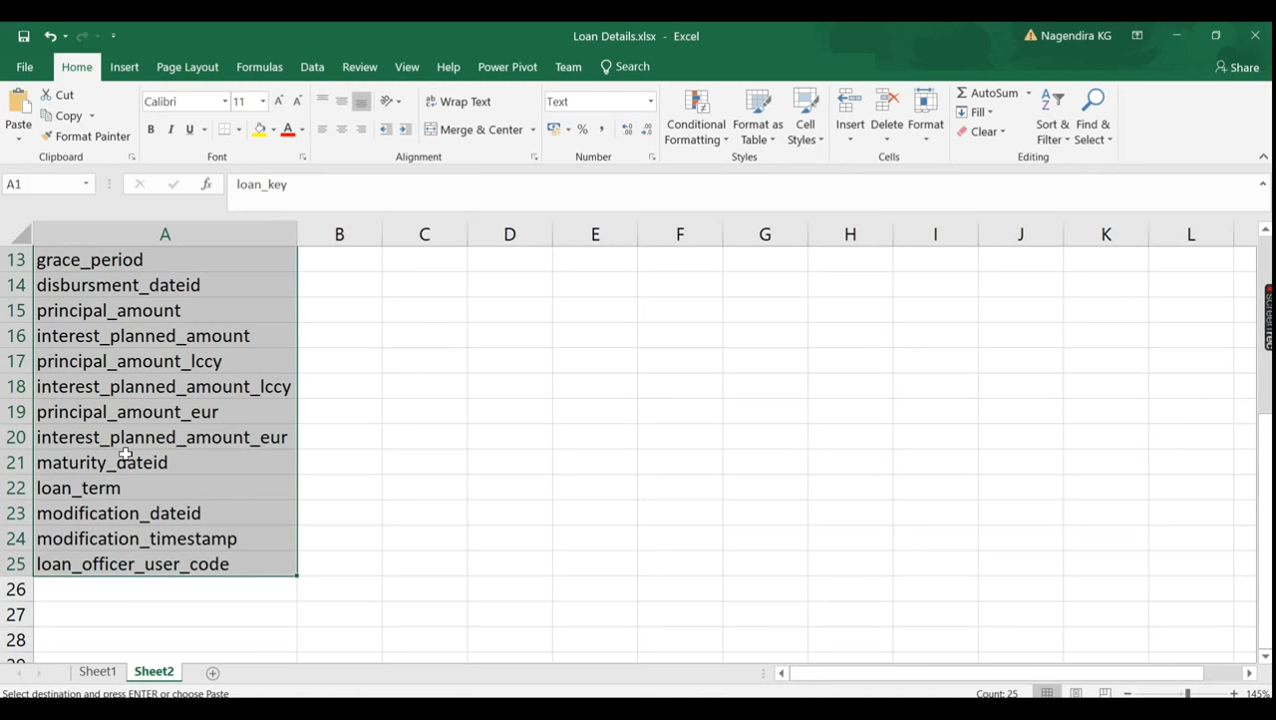 Loan Details.xlsx - Excel
Nagendira KG
File Home Insert Page Layout Formulas Data Review View Help Power Pivot Team Search Share
Cut
Copy
Format Painter
Paste
Clipboard
Calibri 11
B I U
Font
Wrap Text
Merge & Center
Alignment
Text
Number
Conditional Formatting
Format as Table
Cell Styles
Styles
Insert Delete Format
Cells
AutoSum
Fill
Clear
Sort & Filter
Find & Select
Editing
A1 fx loan_key
A B C D E F G H I J K L
13 grace_period
14 disbursment_dateid
15 principal_amount
16 interest_planned_amount
17 principal_amount_lccy
18 interest_planned_amount_lccy
19 principal_amount_eur
20 interest_planned_amount_eur
21 maturity_dateid
22 loan_term
23 modification_dateid
24 modification_timestamp
25 loan_officer_user_code
26
27
28
Sheet1 Sheet2
Select destination and press ENTER or choose Paste Count: 25 145%
screenrec